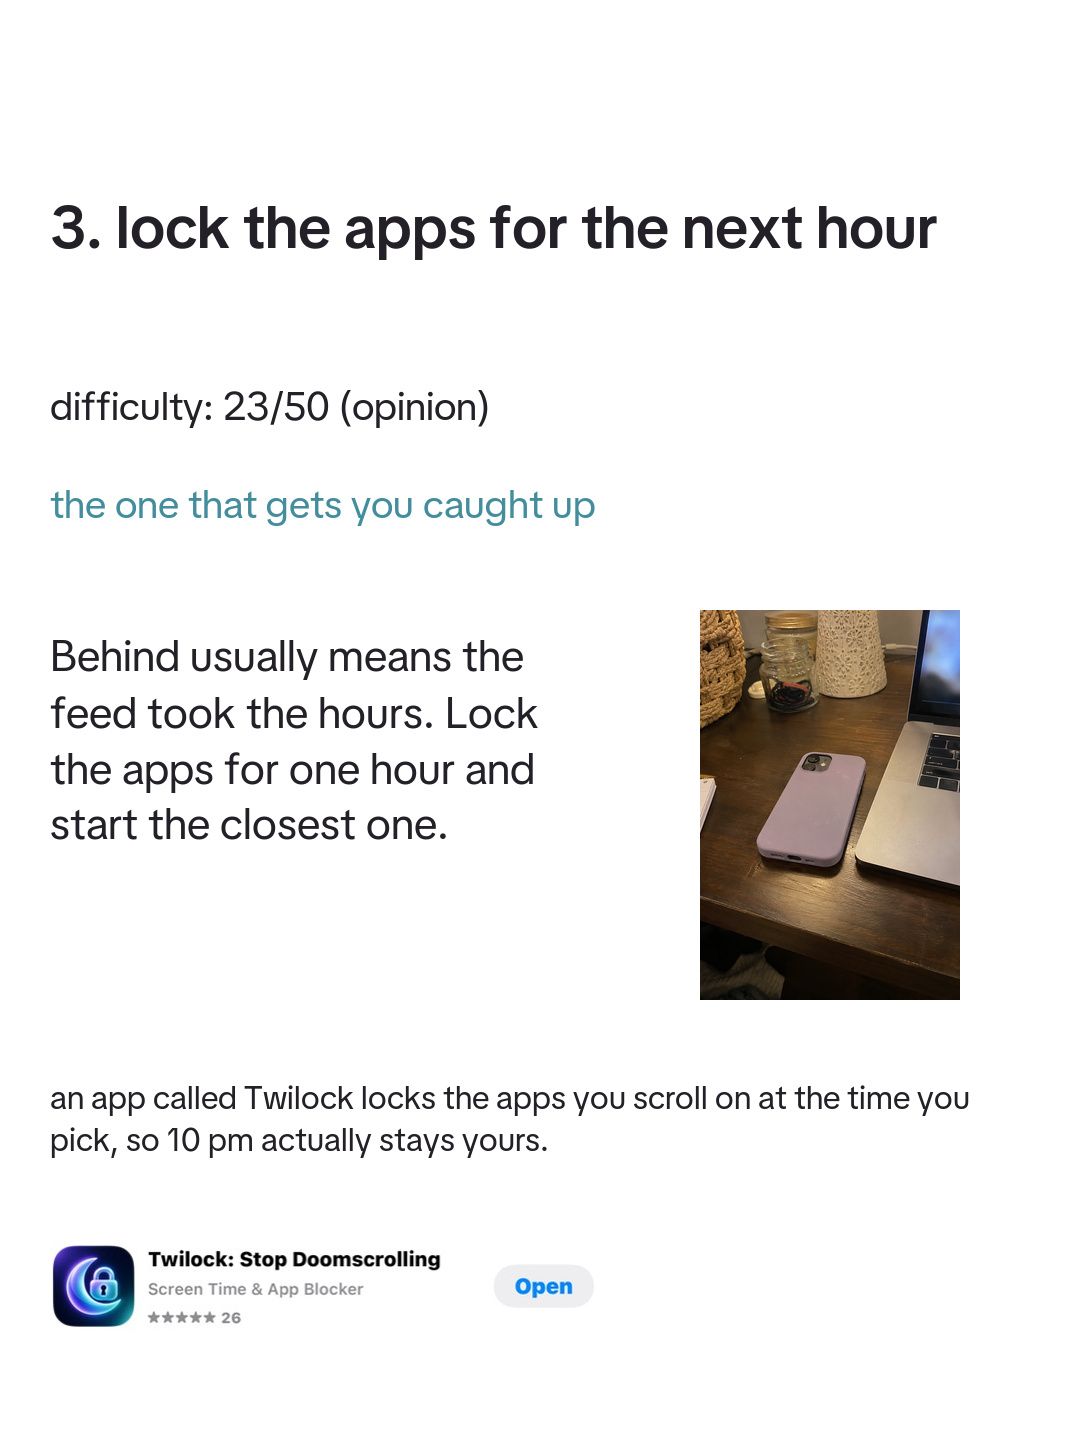 3. lock the apps for the next hour
difficulty: 23/50 (opinion)
the one that gets you caught up
Behind usually means the
feed took the hours. Lock
the apps for one hour and
start the closest one.
an app called Twilock locks the apps you scroll on at the time you
pick, so 10 pm actually stays yours.
Twilock: Stop Doomscrolling
Screen Time & App Blocker
★★★★★ 26
Open